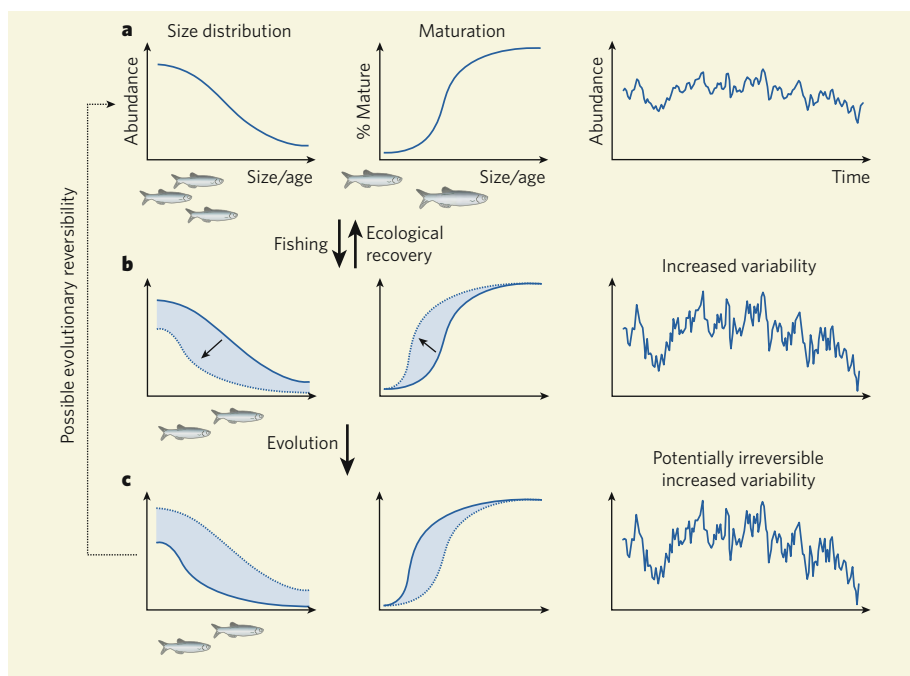 a
Size distribution
Maturation
Abundance
% Mature
Abundance
Size/age
Size/age
Time
Fishing
Ecological
recovery
Possible evolutionary reversibility
b
Increased variability
Evolution
c
Potentially irreversible
increased variability